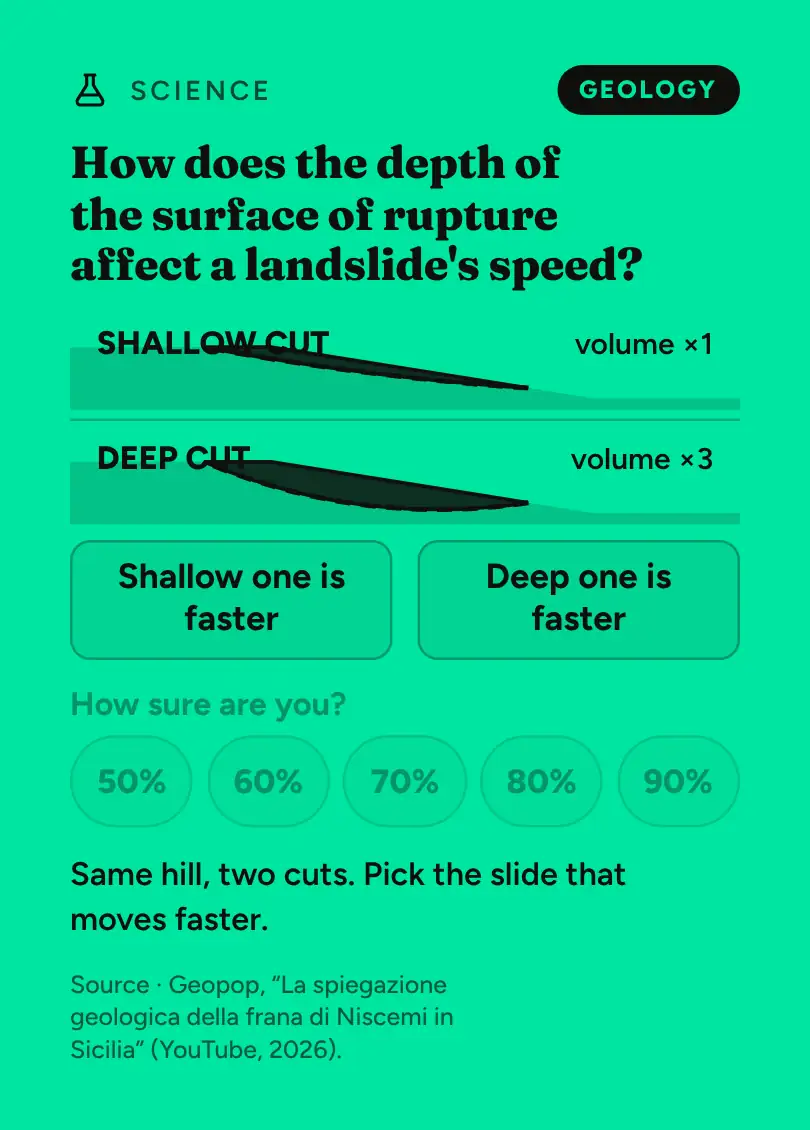 SCIENCE
GEOLOGY
How does the depth of
the surface of rupture
affect a landslide's speed?
SHALLOW CUT
volume ×1
DEEP CUT
volume ×3
Shallow one is
faster
Deep one is
faster
How sure are you?
50%
60%
70%
80%
90%
Same hill, two cuts. Pick the slide that
moves faster.
Source · Geopop, “La spiegazione
geologica della frana di Niscemi in
Sicilia” (YouTube, 2026).